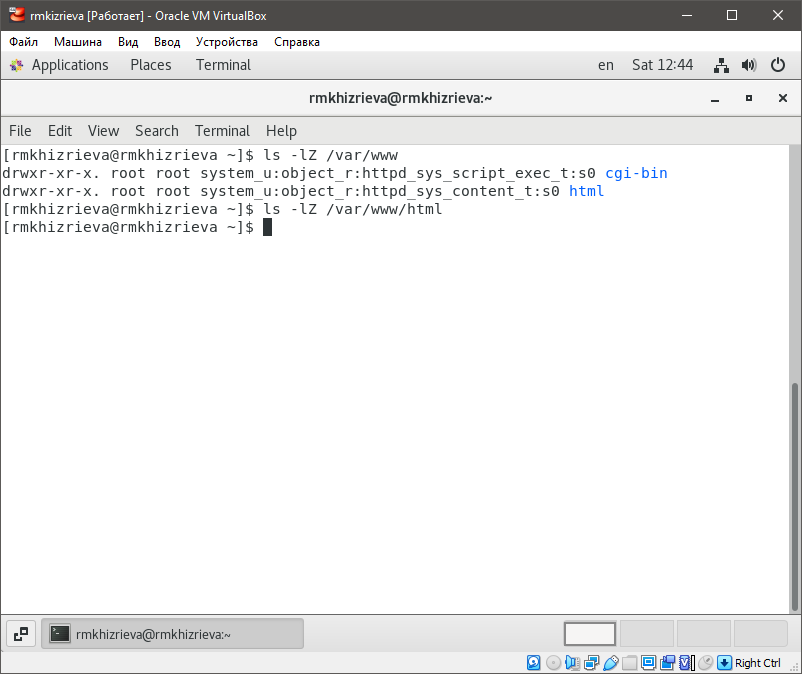 rmkizrieva [Работает] - Oracle VM VirtualBox
Файл Машина Вид Ввод Устройства Справка
Applications Places Terminal en Sat 12:44
rmkhizrieva@rmkhizrieva:~
File Edit View Search Terminal Help
[rmkhizrieva@rmkhizrieva ~]$ ls -lZ /var/www
drwxr-xr-x. root root system_u:object_r:httpd_sys_script_exec_t:s0 cgi-bin
drwxr-xr-x. root root system_u:object_r:httpd_sys_content_t:s0 html
[rmkhizrieva@rmkhizrieva ~]$ ls -lZ /var/www/html
[rmkhizrieva@rmkhizrieva ~]$
rmkhizrieva@rmkhizrieva:~
Right Ctrl